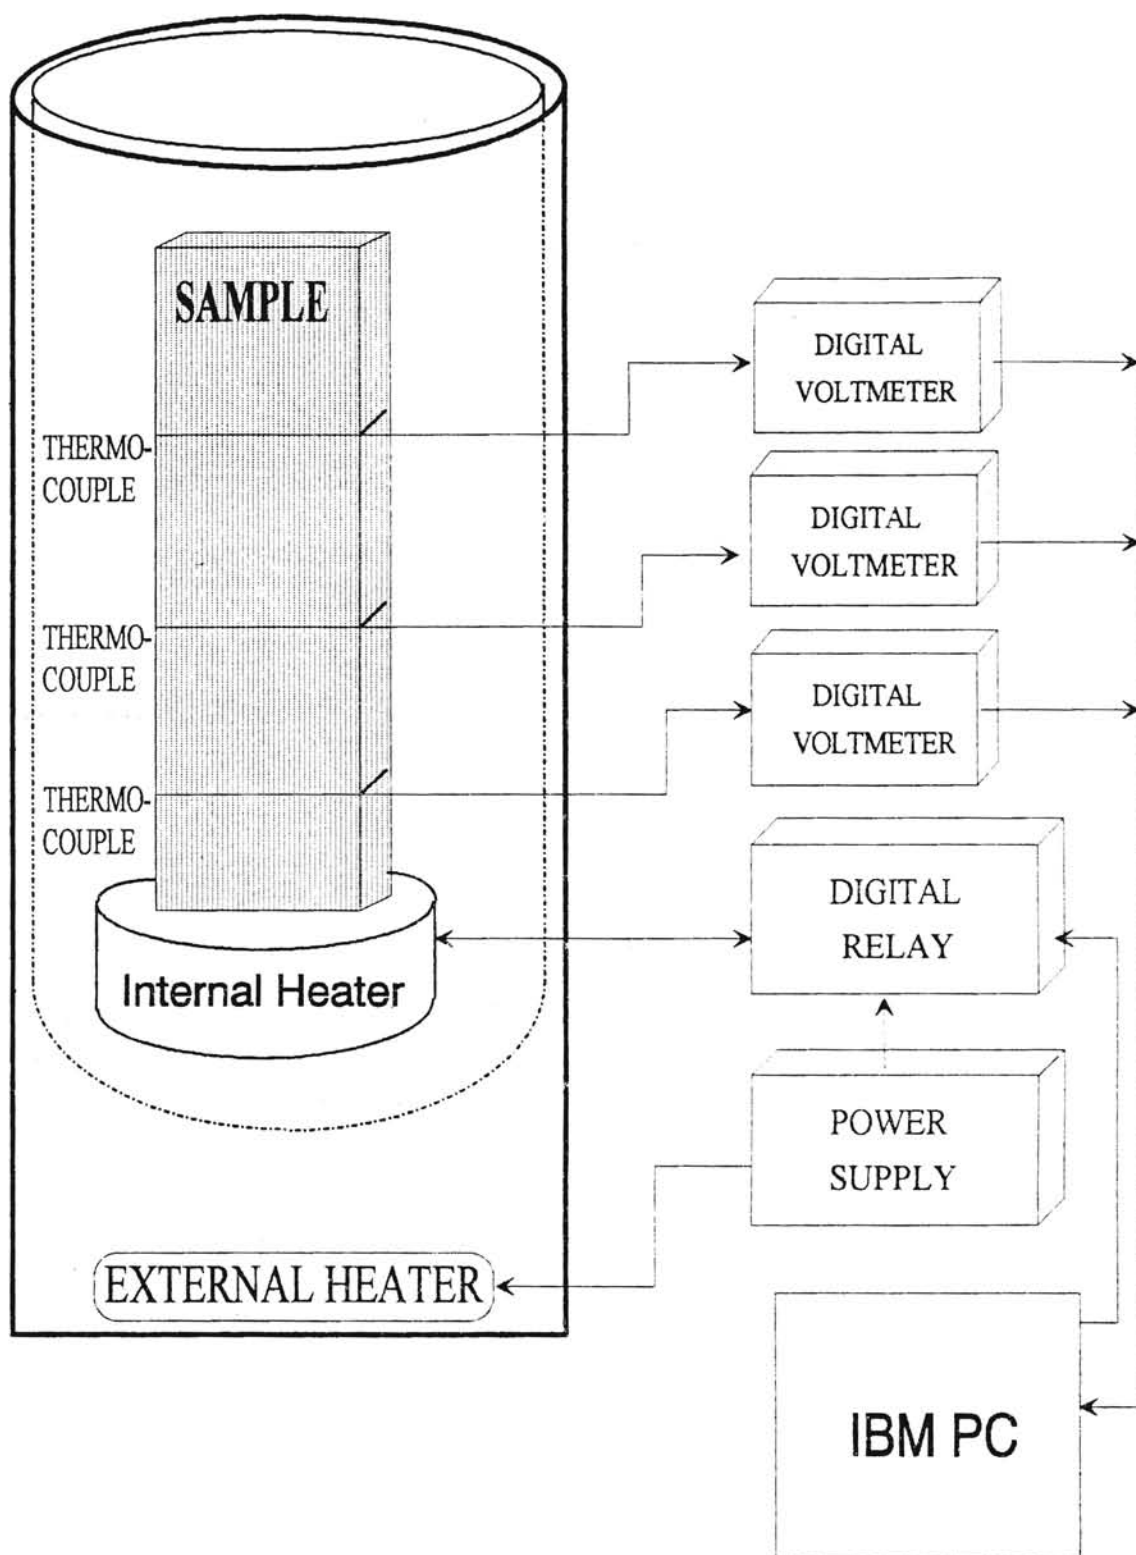 SAMPLE
THERMO-
COUPLE
THERMO-
COUPLE
THERMO-
COUPLE
Internal Heater
EXTERNAL HEATER
DIGITAL
VOLTMETER
DIGITAL
VOLTMETER
DIGITAL
VOLTMETER
DIGITAL
RELAY
POWER
SUPPLY
IBM PC